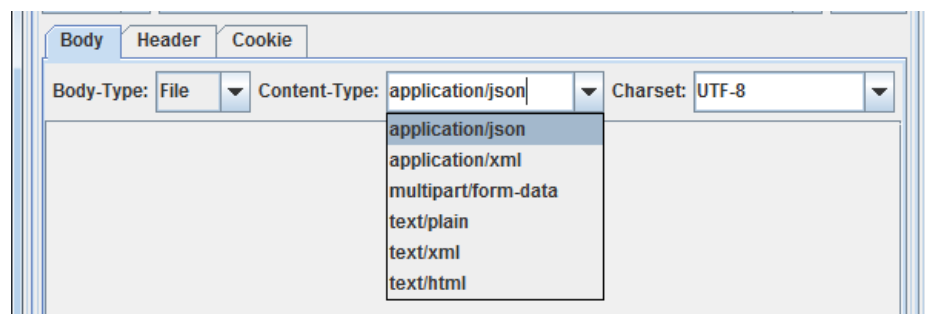 Body Header Cookie
Body-Type: File Content-Type: application/json Charset: UTF-8
application/json
application/xml
multipart/form-data
text/plain
text/xml
text/html